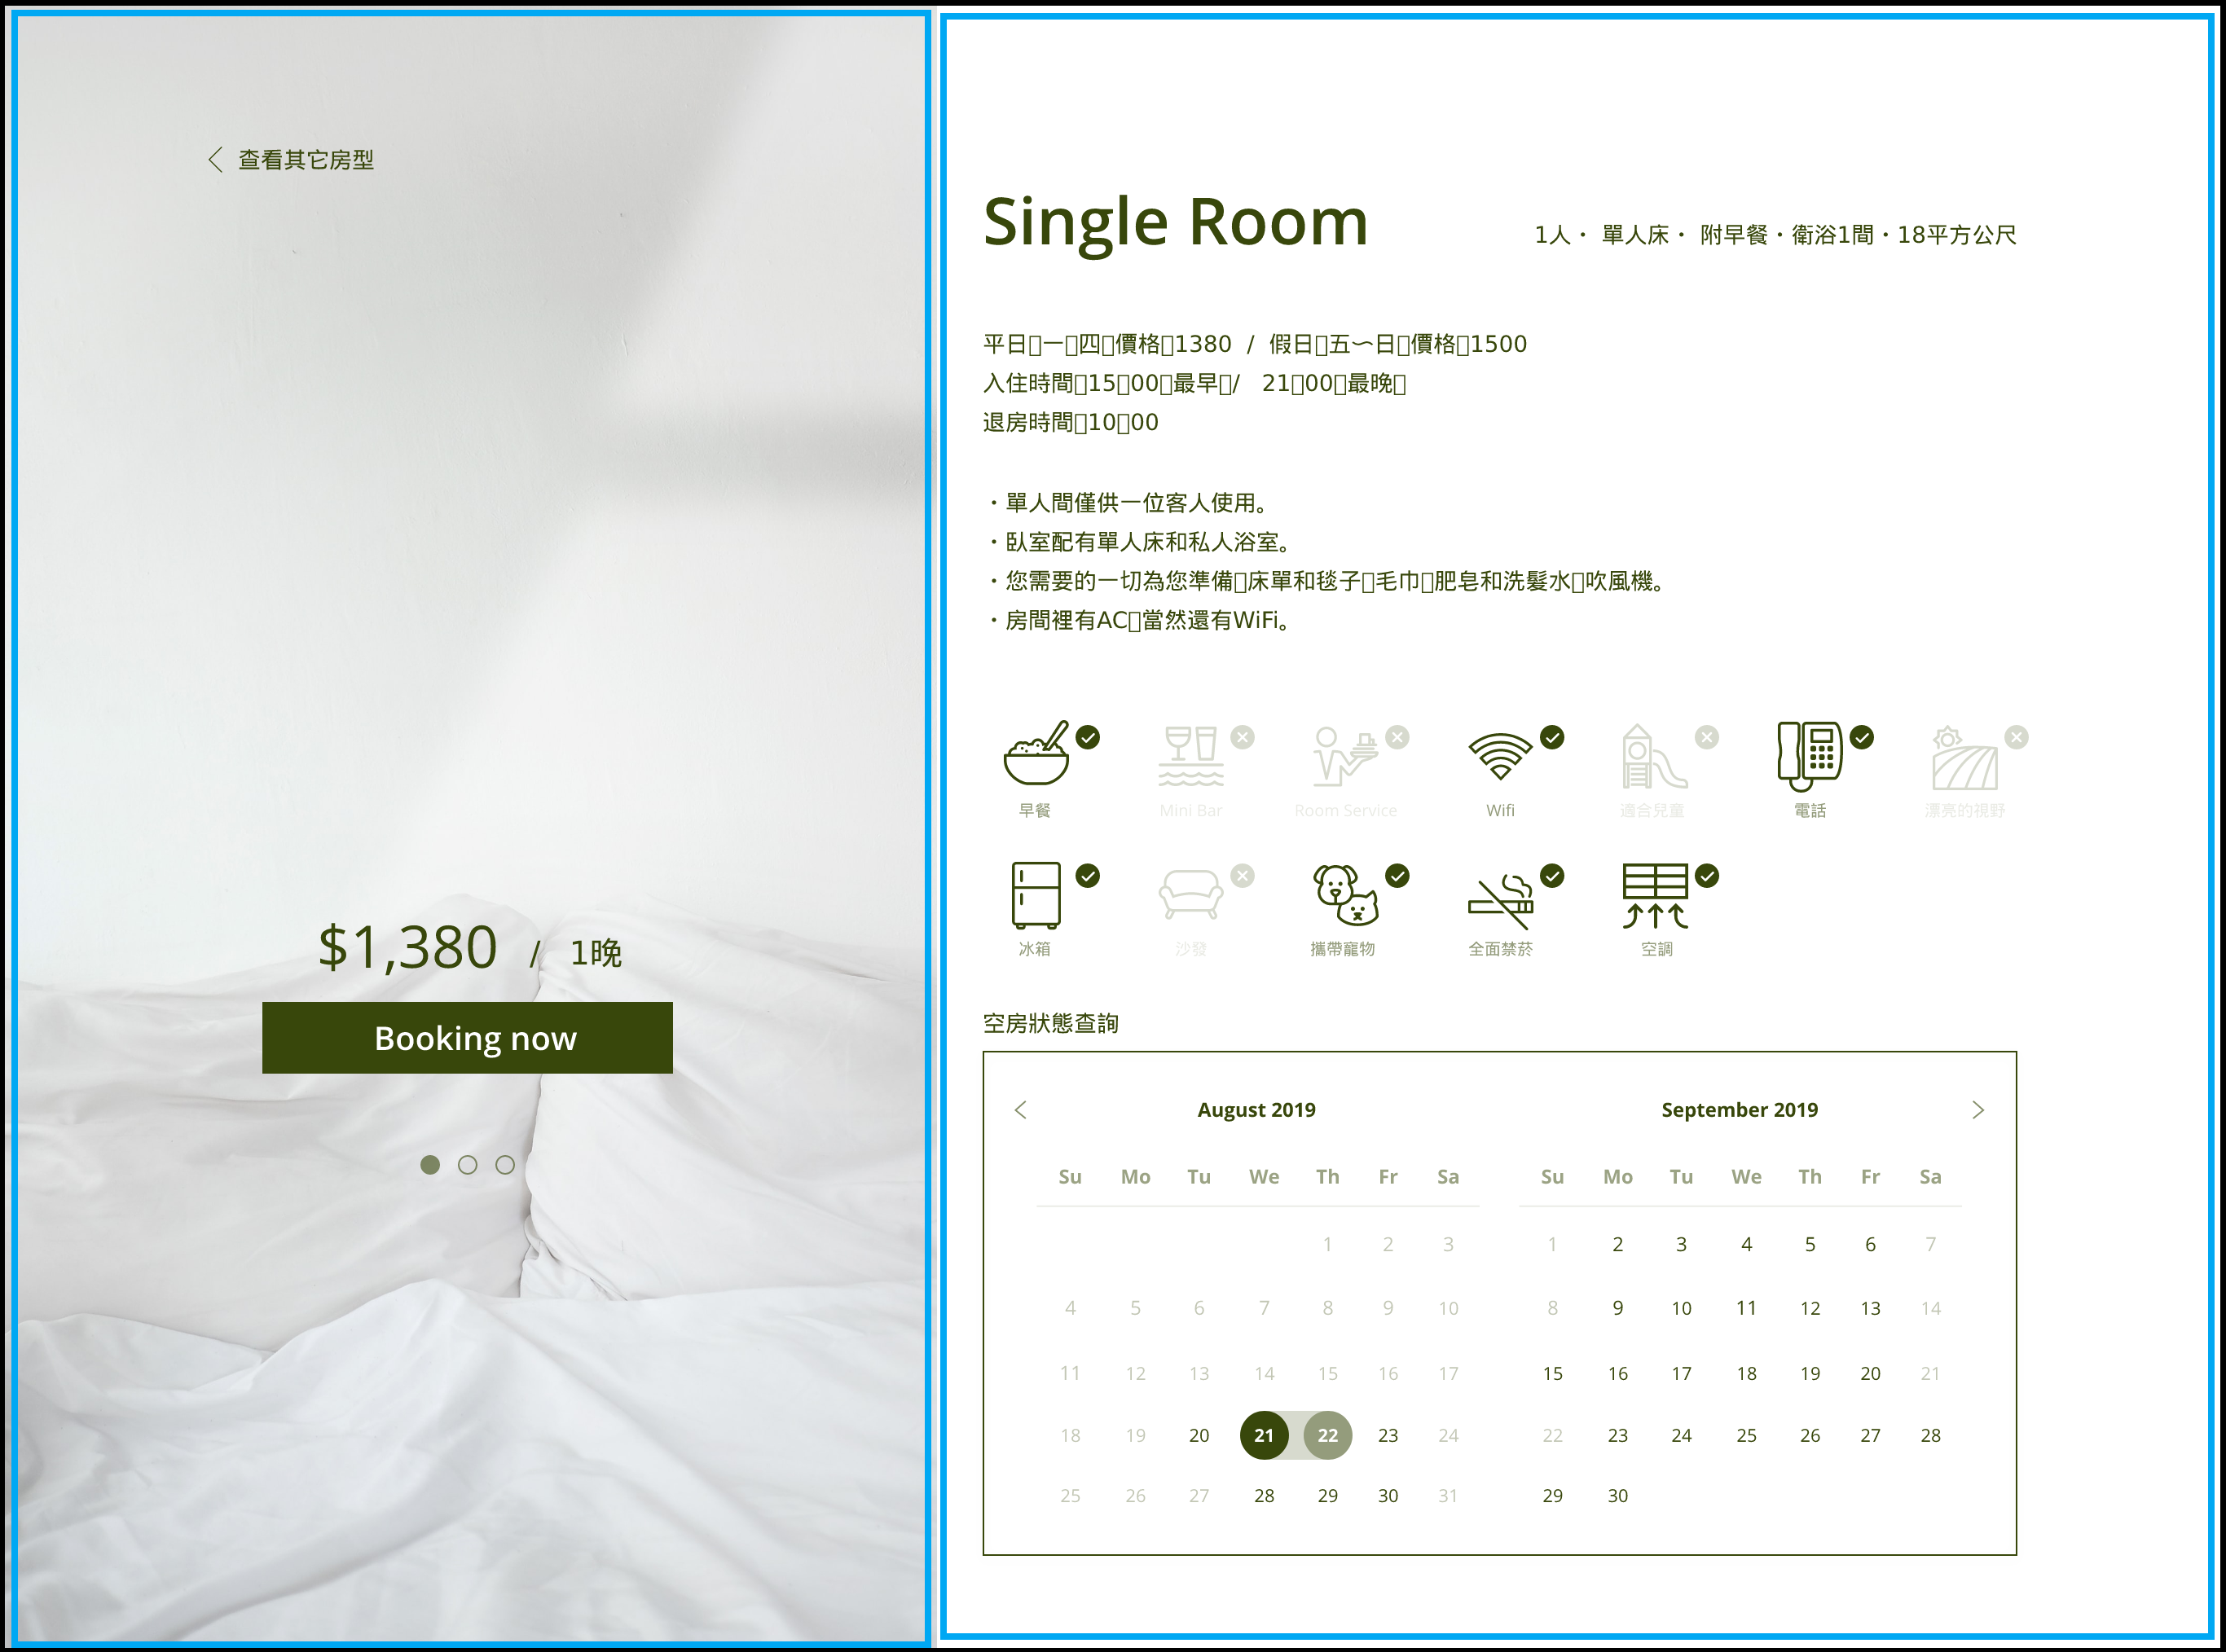 查看其它房型
$1,380 / 1晚
Booking now
Single Room
1人・ 單人床・ 附早餐・衛浴1間・18平方公尺
平日▯一▯四▯價格▯1380 / 假日▯五～日▯價格▯1500
入住時間▯15▯00▯最早▯/ 21▯00▯最晚▯
退房時間▯10▯00
・單人間僅供一位客人使用。
・臥室配有單人床和私人浴室。
・您需要的一切為您準備▯床單和毯子▯毛巾▯肥皂和洗髮水▯吹風機。
・房間裡有AC▯當然還有WiFi。
早餐 Mini Bar Room Service Wifi 適合兒童 電話 漂亮的視野
冰箱 沙發 攜帶寵物 全面禁菸 空調
空房狀態查詢
August 2019
Su Mo Tu We Th Fr Sa
1 2 3
4 5 6 7 8 9 10
11 12 13 14 15 16 17
18 19 20 21 22 23 24
25 26 27 28 29 30 31
September 2019
Su Mo Tu We Th Fr Sa
1 2 3 4 5 6 7
8 9 10 11 12 13 14
15 16 17 18 19 20 21
22 23 24 25 26 27 28
29 30